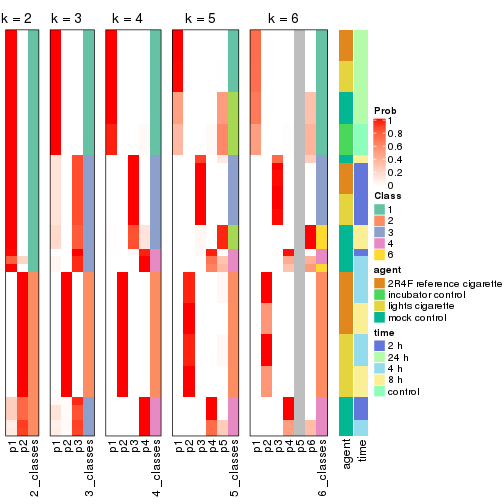 k = 2 k = 3 k = 4 k = 5 k = 6
Prob
1
0.8
0.6
0.4
0.2
0
Class
1
2
3
4
6
agent
2R4F reference cigarette
incubator control
lights cigarette
mock control
time
2 h
24 h
4 h
8 h
control
p1
p2
2_classes
p1
p2
p3
3_classes
p1
p2
p3
p4
4_classes
p1
p2
p3
p4
p5
5_classes
p1
p2
p3
p4
p5
p6
6_classes
agent
time